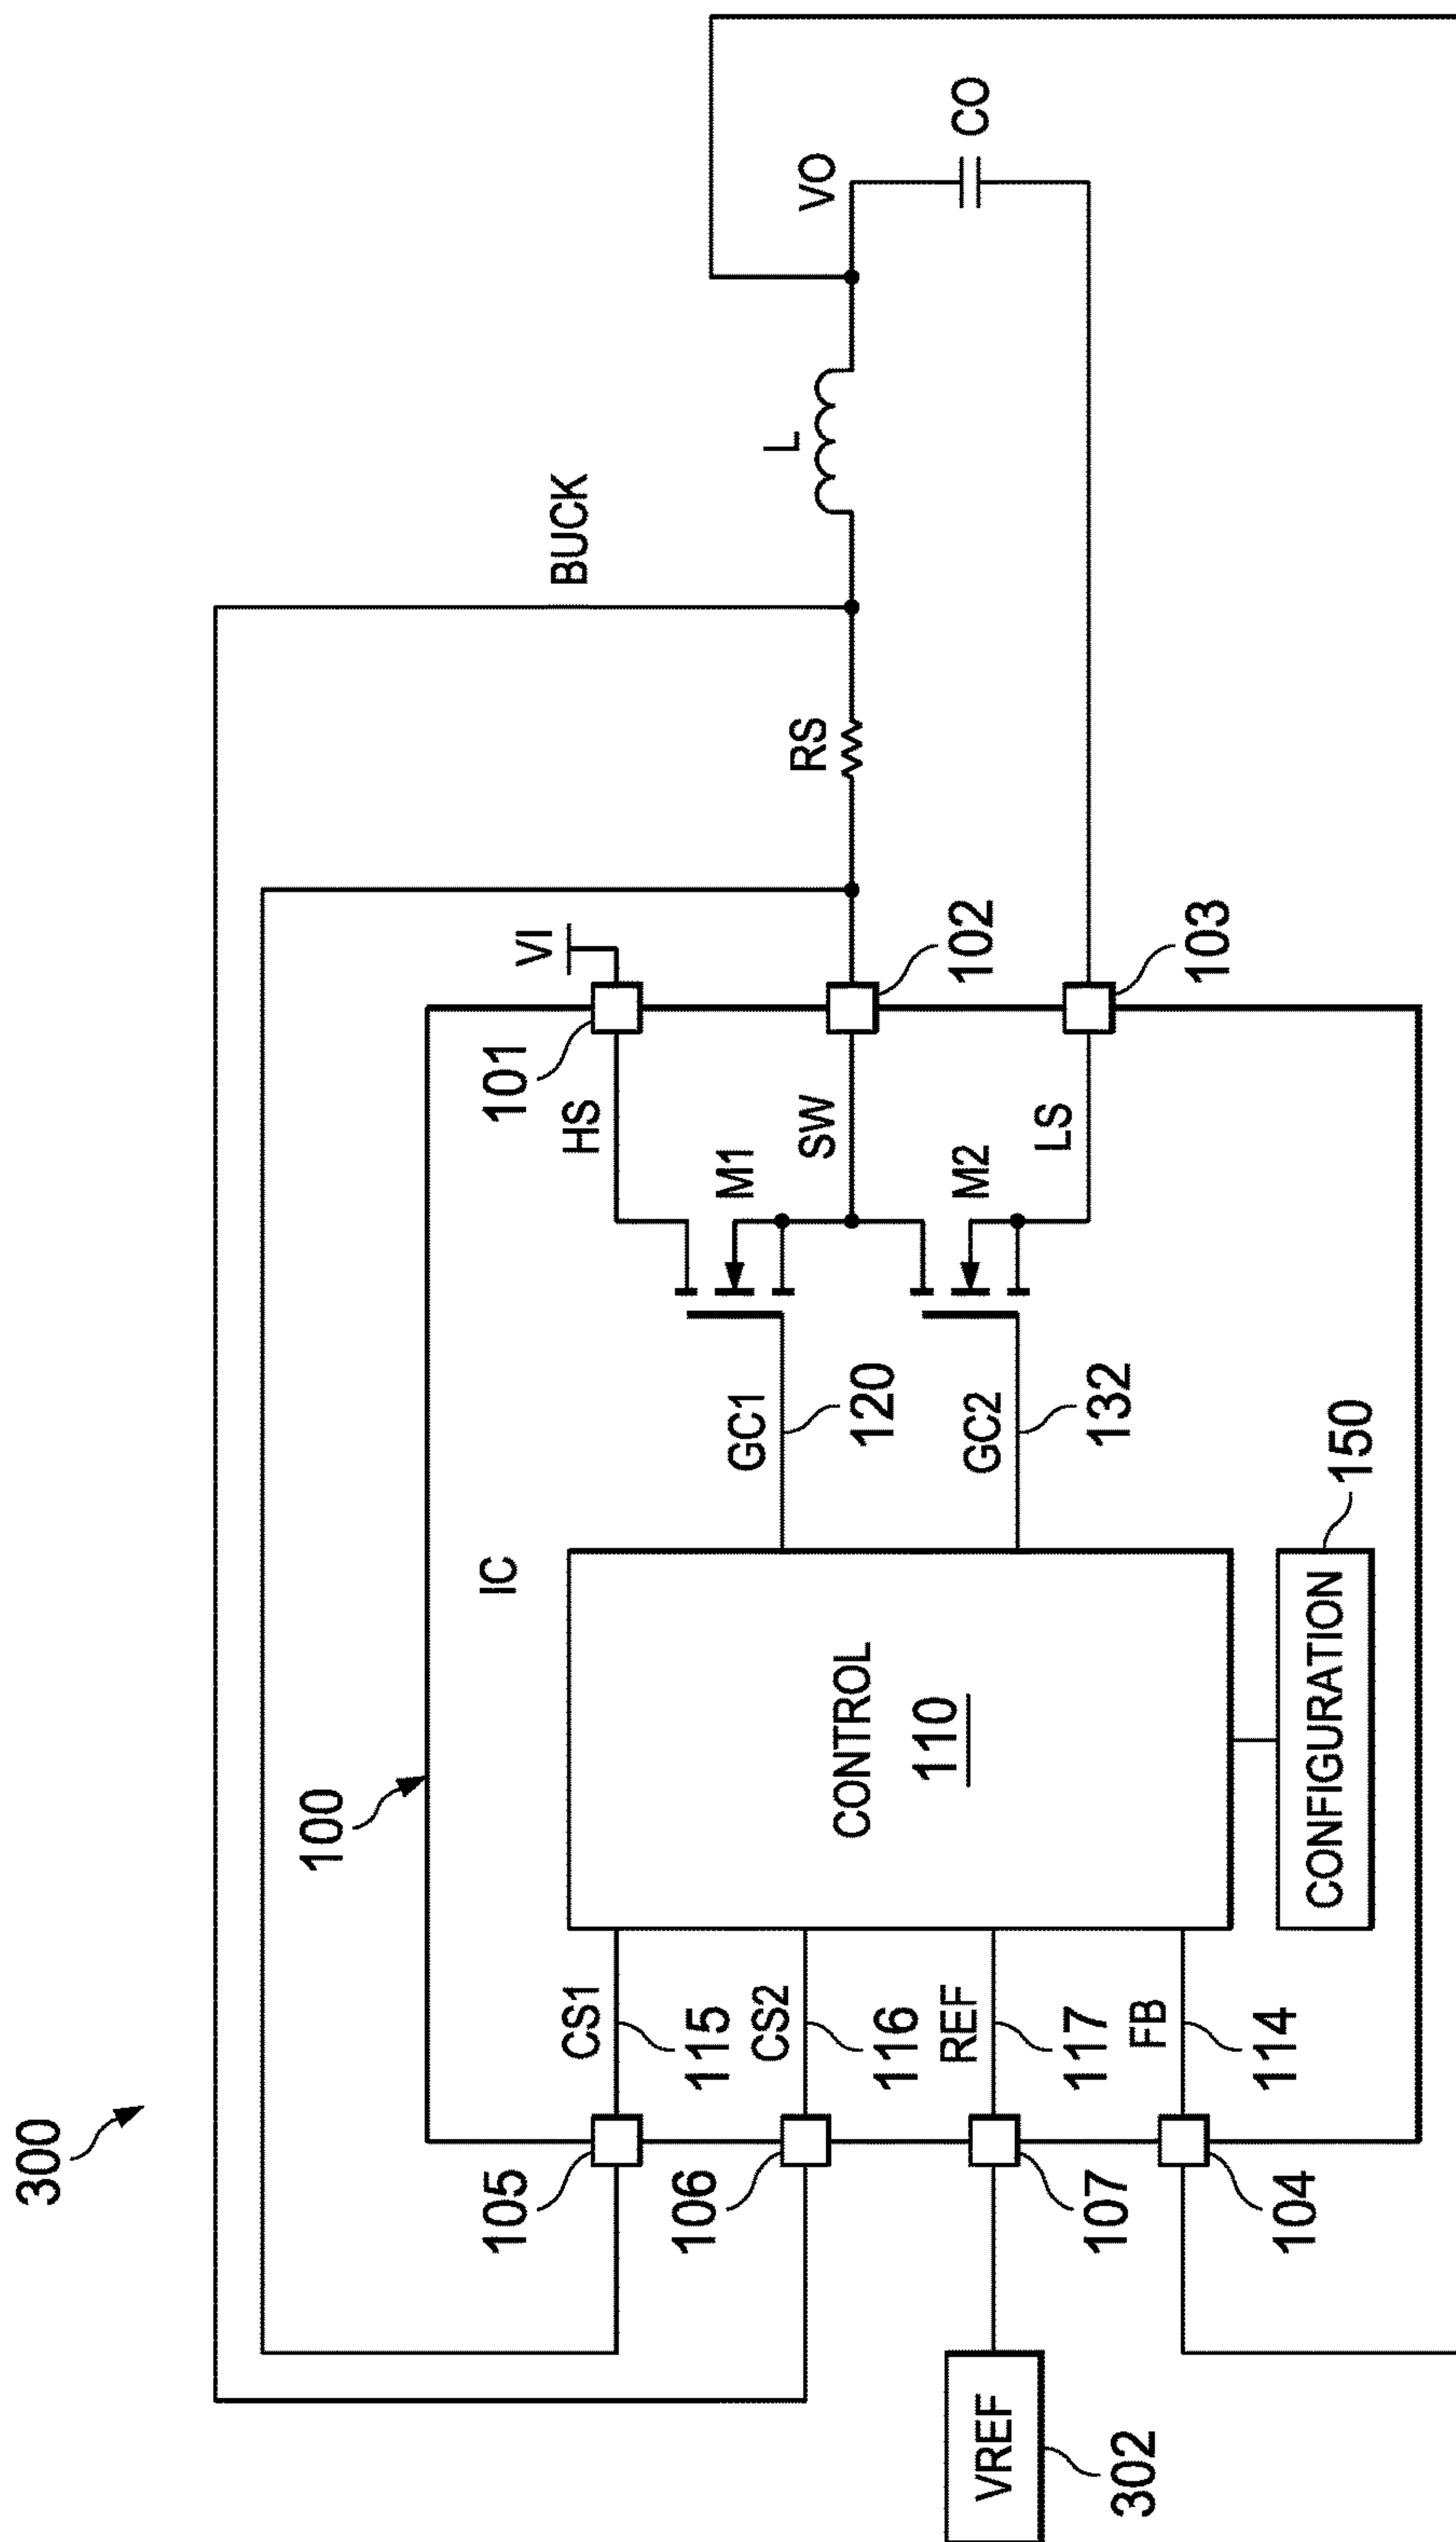 300
BUCK
100
IC
VI
101
HS
105
CS1
115
M1
GC1
120
SW
102
RS
L
VO
CO
106
CS2
116
CONTROL
110
M2
GC2
132
LS
103
VREF
302
107
REF
117
104
FB
114
CONFIGURATION
150